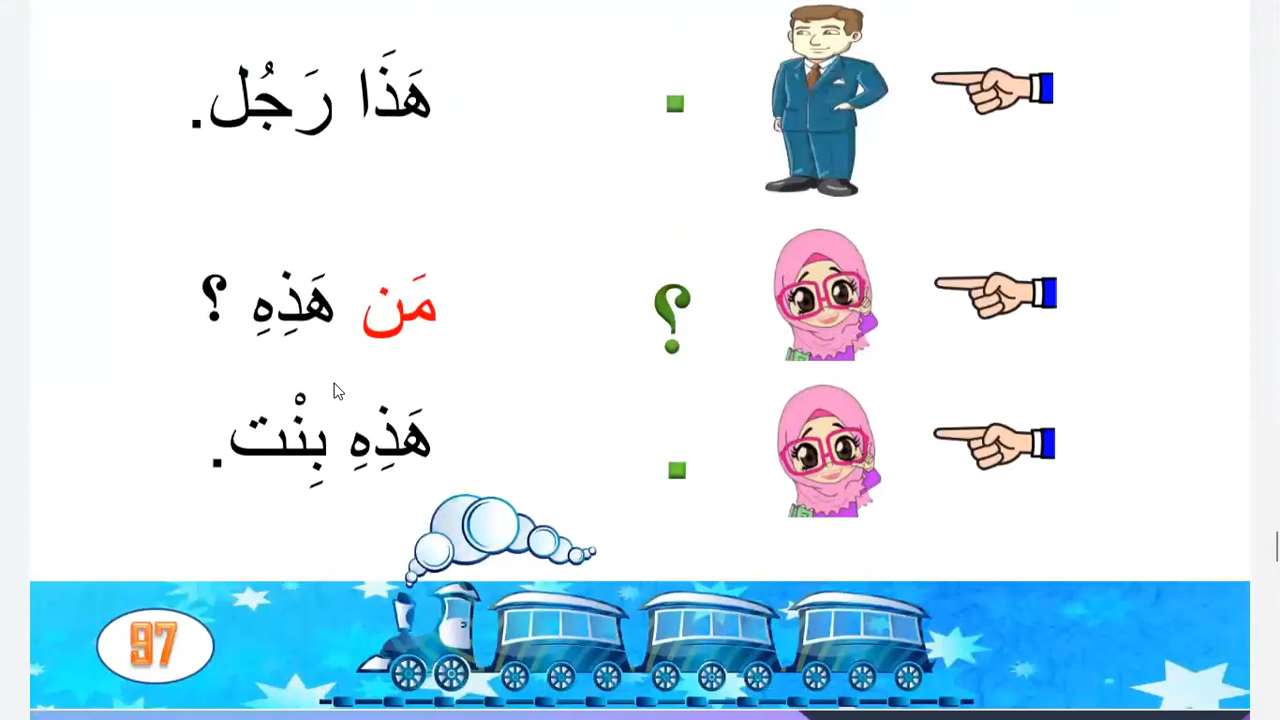 هَذَا رَجُل.
مَن هَذِهِ ؟
؟
هَذِهِ بِنْت.
97